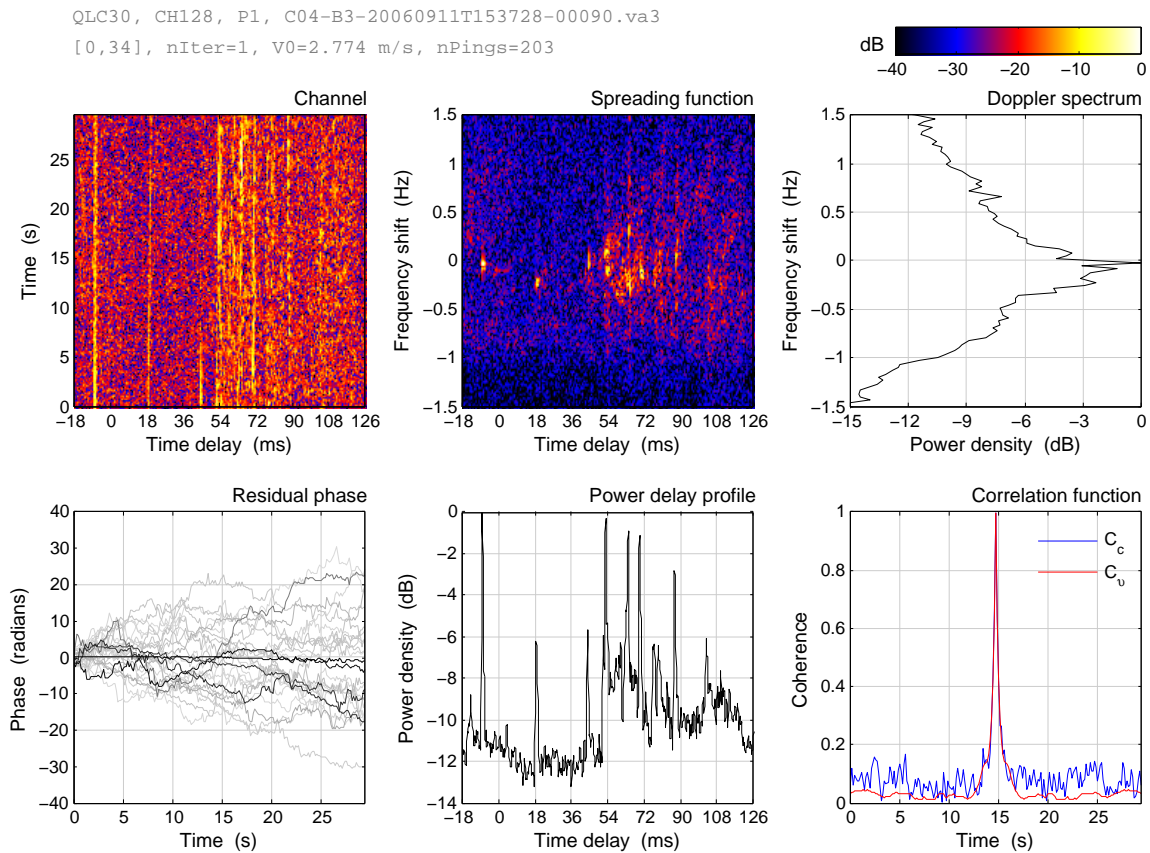 QLC30, CH128, P1, C04-B3-20060911T153728-00090.va3
[0,34], nIter=1, V0=2.774 m/s, nPings=203
dB
−40 −30 −20 −10 0
Channel
Time (s)
25
20
15
10
5
0
−18 0 18 36 54 72 90 108 126
Time delay (ms)
Spreading function
Frequency shift (Hz)
1.5
1
0.5
0
−0.5
−1
−1.5
−18 0 18 36 54 72 90 108 126
Time delay (ms)
Doppler spectrum
Frequency shift (Hz)
1.5
1
0.5
0
−0.5
−1
−1.5
−15 −12 −9 −6 −3 0
Power density (dB)
Residual phase
Phase (radians)
40
30
20
10
0
−10
−20
−30
−40
0 5 10 15 20 25
Time (s)
Power delay profile
Power density (dB)
0
−2
−4
−6
−8
−10
−12
−14
−18 0 18 36 54 72 90 108 126
Time delay (ms)
Correlation function
Coherence
1
0.8
0.6
0.4
0.2
0
C_c
C_υ
0 5 10 15 20 25
Time (s)